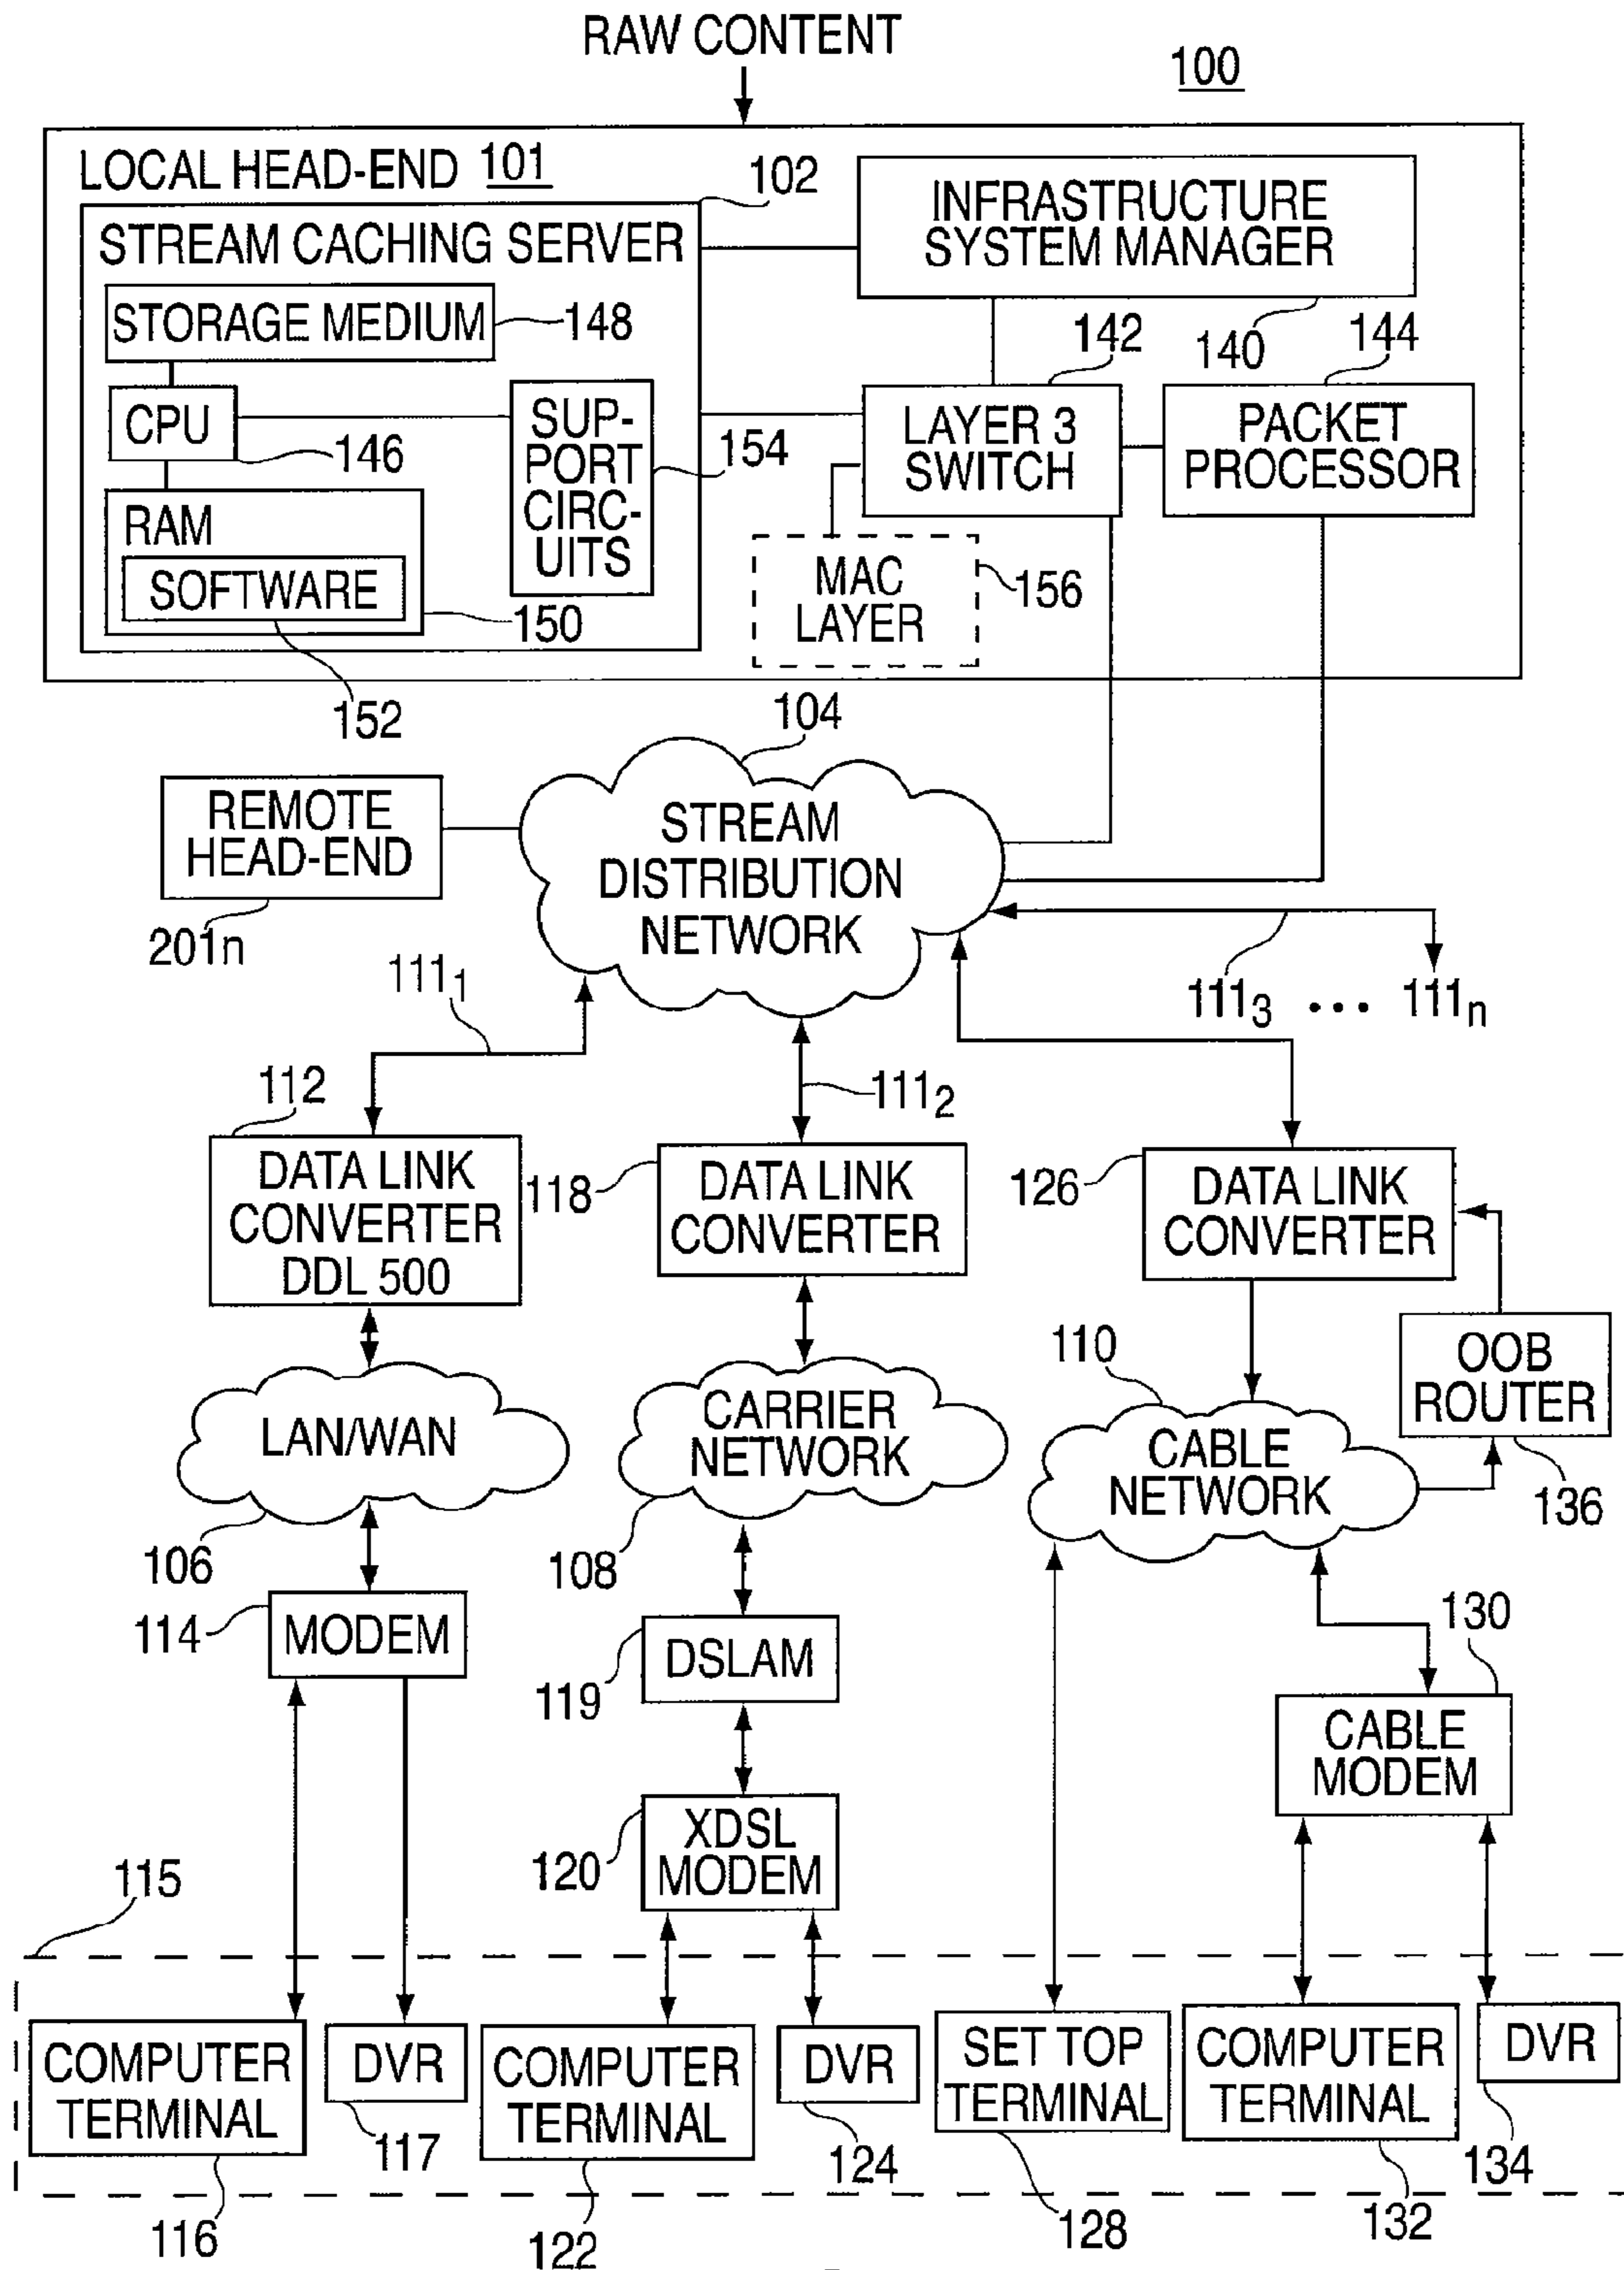 RAW CONTENT
100
LOCAL HEAD-END 101
102
STREAM CACHING SERVER
INFRASTRUCTURE
SYSTEM MANAGER
STORAGE MEDIUM
148
142
140
144
CPU
146
SUP-
PORT
CIRC-
UITS
154
LAYER 3
SWITCH
PACKET
PROCESSOR
RAM
SOFTWARE
150
152
MAC
LAYER
156
104
REMOTE
HEAD-END
201n
STREAM
DISTRIBUTION
NETWORK
111₁
111₂
111₃ ... 111ₙ
112
DATA LINK
CONVERTER
DDL 500
118
DATA LINK
CONVERTER
126
DATA LINK
CONVERTER
LAN/WAN
106
CARRIER
NETWORK
108
110
CABLE
NETWORK
OOB
ROUTER
136
114
MODEM
119
DSLAM
130
CABLE
MODEM
120
XDSL
MODEM
115
COMPUTER
TERMINAL
116
DVR
117
COMPUTER
TERMINAL
122
DVR
124
SET TOP
TERMINAL
128
COMPUTER
TERMINAL
132
DVR
134